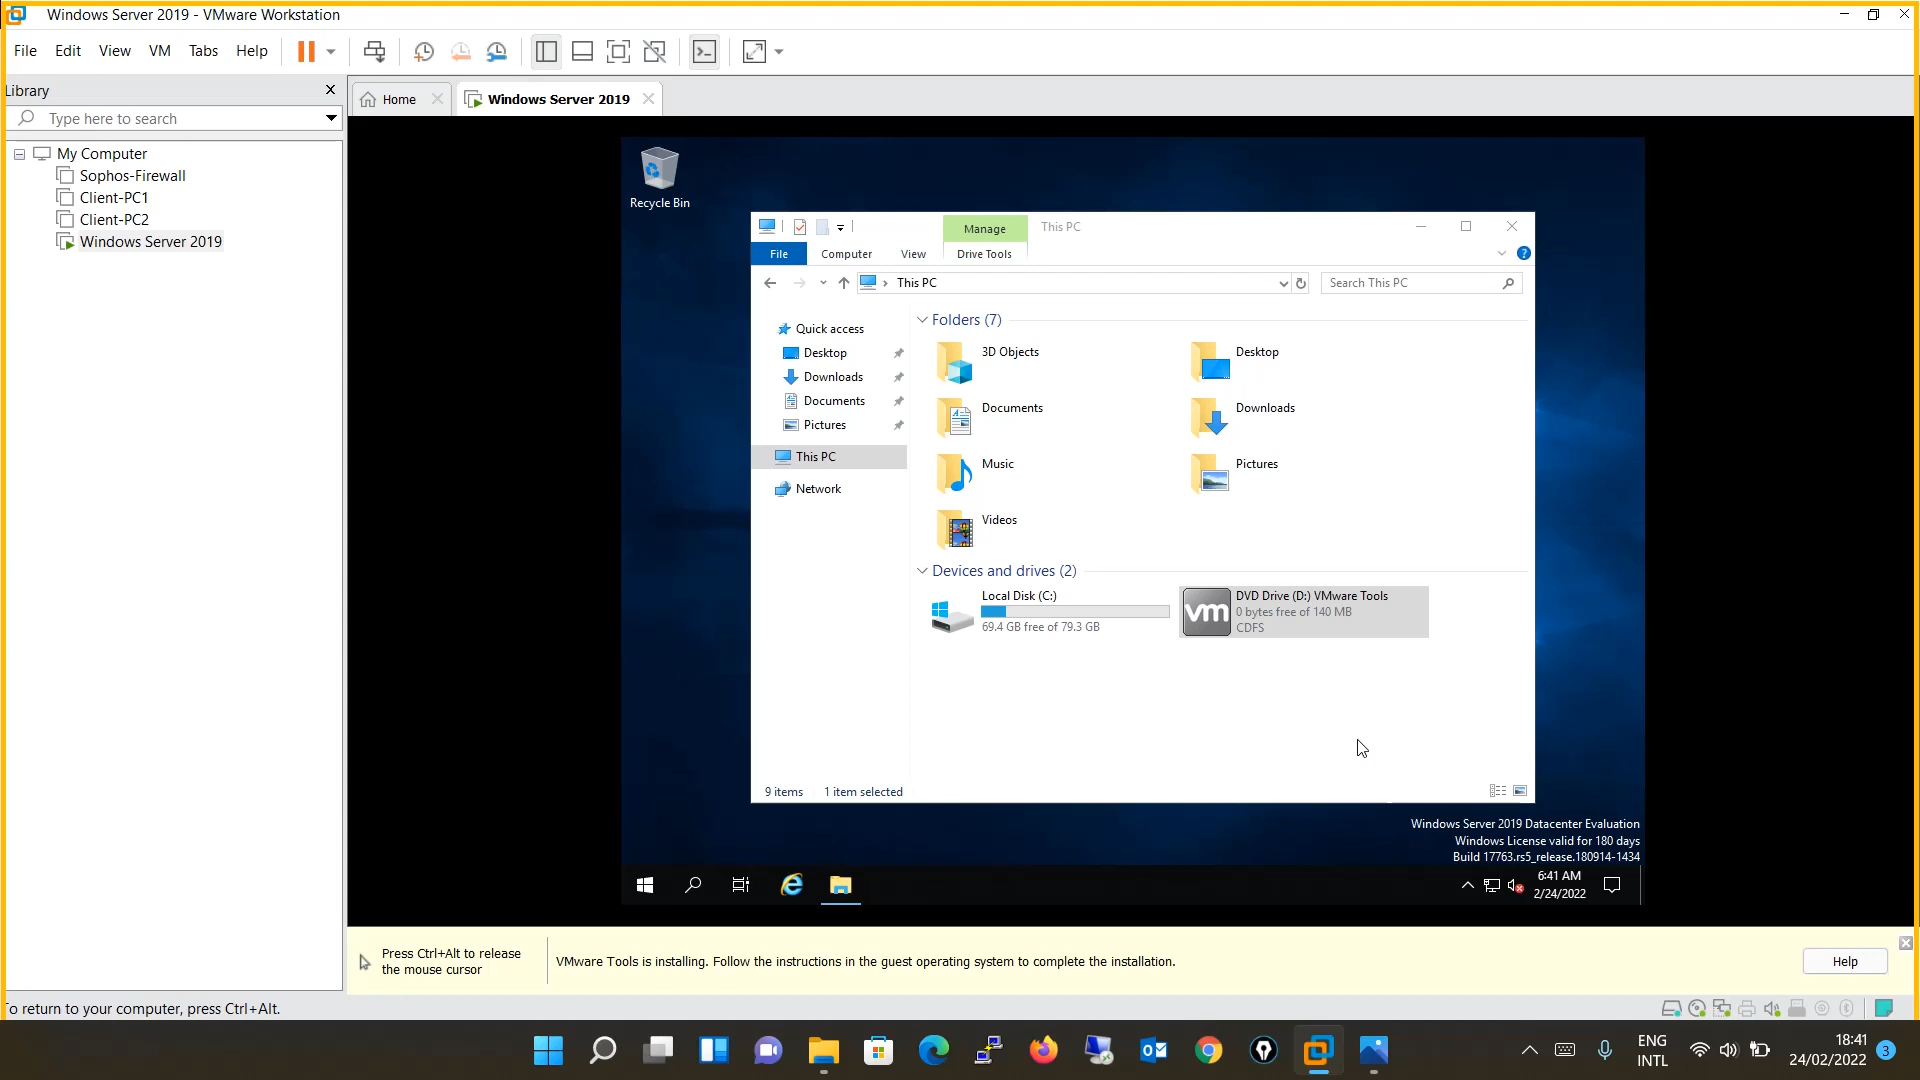 Windows Server 2019 - VMware Workstation
File Edit View VM Tabs Help
Library
Type here to search
My Computer
Sophos-Firewall
Client-PC1
Client-PC2
Windows Server 2019
Home
Windows Server 2019
Recycle Bin
Manage
This PC
File
Computer
View
Drive Tools
This PC
Search This PC
Quick access
Desktop
Downloads
Documents
Pictures
This PC
Network
Folders (7)
3D Objects
Desktop
Documents
Downloads
Music
Pictures
Videos
Devices and drives (2)
Local Disk (C:)
69.4 GB free of 79.3 GB
vm
DVD Drive (D:) VMware Tools
0 bytes free of 140 MB
CDFS
9 items
1 item selected
Windows Server 2019 Datacenter Evaluation
Windows License valid for 180 days
Build 17763.rs5_release.180914-1434
6:41 AM
2/24/2022
Press Ctrl+Alt to release
the mouse cursor
VMware Tools is installing. Follow the instructions in the guest operating system to complete the installation.
Help
To return to your computer, press Ctrl+Alt.
ENG
INTL
18:41
24/02/2022
3